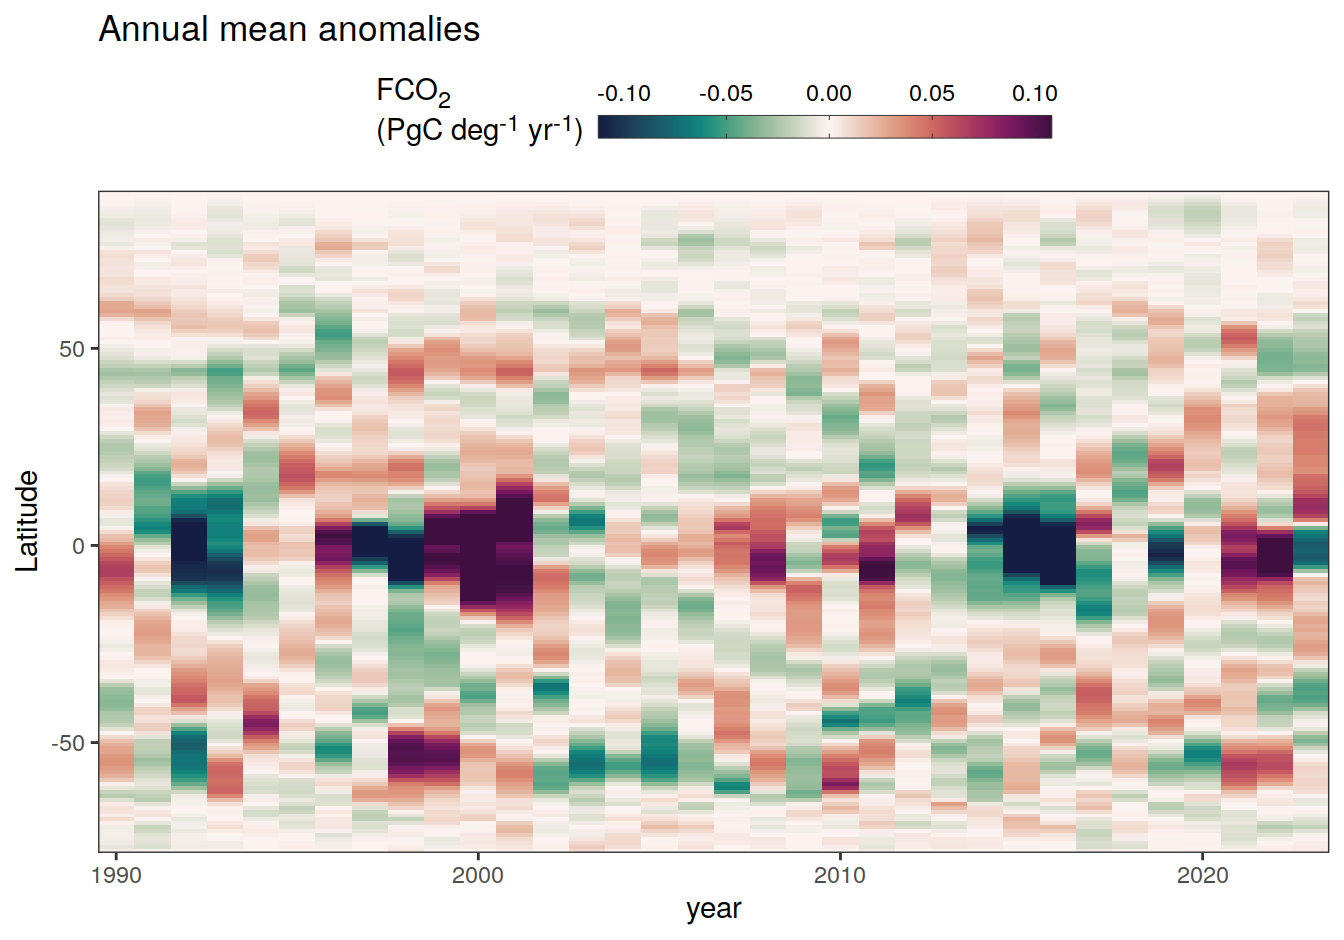 Annual mean anomalies
FCO₂
(PgC deg⁻¹ yr⁻¹)
-0.10 -0.05 0.00 0.05 0.10
Latitude
50
0
-50
1990 2000 2010 2020
year